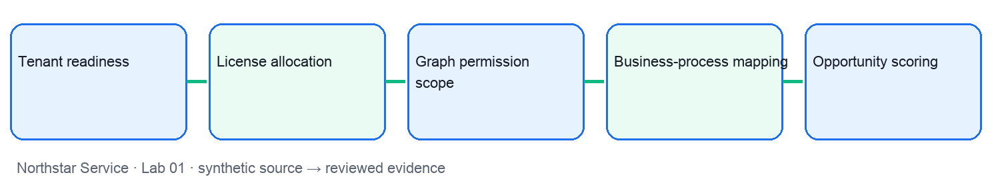 Tenant readiness
License allocation
Graph permission
scope
Business-process mapping
Opportunity scoring
Northstar Service · Lab 01 · synthetic source → reviewed evidence